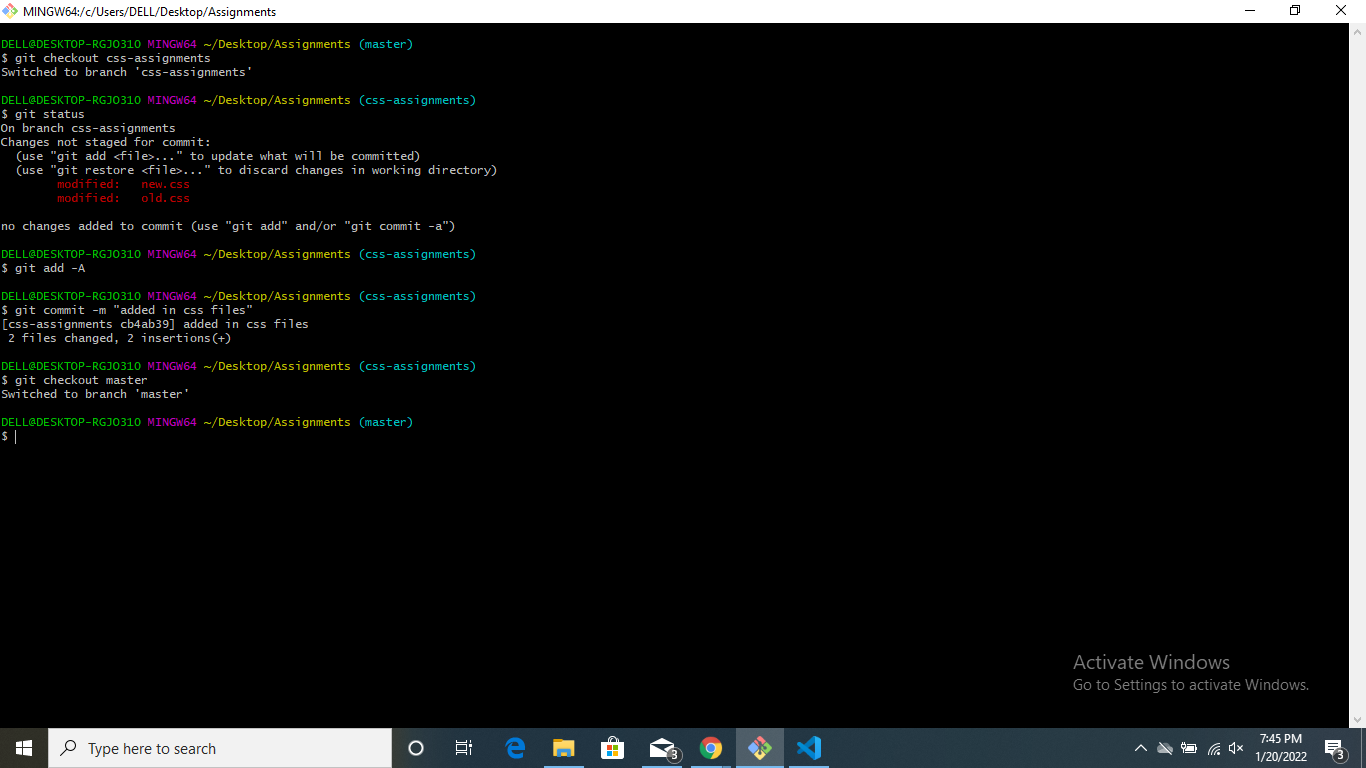 MINGW64:/c/Users/DELL/Desktop/Assignments
DELL@DESKTOP-RGJO31O MINGW64 ~/Desktop/Assignments (master)
$ git checkout css-assignments
Switched to branch 'css-assignments'
DELL@DESKTOP-RGJO31O MINGW64 ~/Desktop/Assignments (css-assignments)
$ git status
On branch css-assignments
Changes not staged for commit:
(use "git add <file>..." to update what will be committed)
(use "git restore <file>..." to discard changes in working directory)
modified: new.css
modified: old.css
no changes added to commit (use "git add" and/or "git commit -a")
DELL@DESKTOP-RGJO31O MINGW64 ~/Desktop/Assignments (css-assignments)
$ git add -A
DELL@DESKTOP-RGJO31O MINGW64 ~/Desktop/Assignments (css-assignments)
$ git commit -m "added in css files"
[css-assignments cb4ab39] added in css files
2 files changed, 2 insertions(+)
DELL@DESKTOP-RGJO31O MINGW64 ~/Desktop/Assignments (css-assignments)
$ git checkout master
Switched to branch 'master'
DELL@DESKTOP-RGJO31O MINGW64 ~/Desktop/Assignments (master)
$
Activate Windows
Go to Settings to activate Windows.
Type here to search
3
7:45 PM
1/20/2022
3